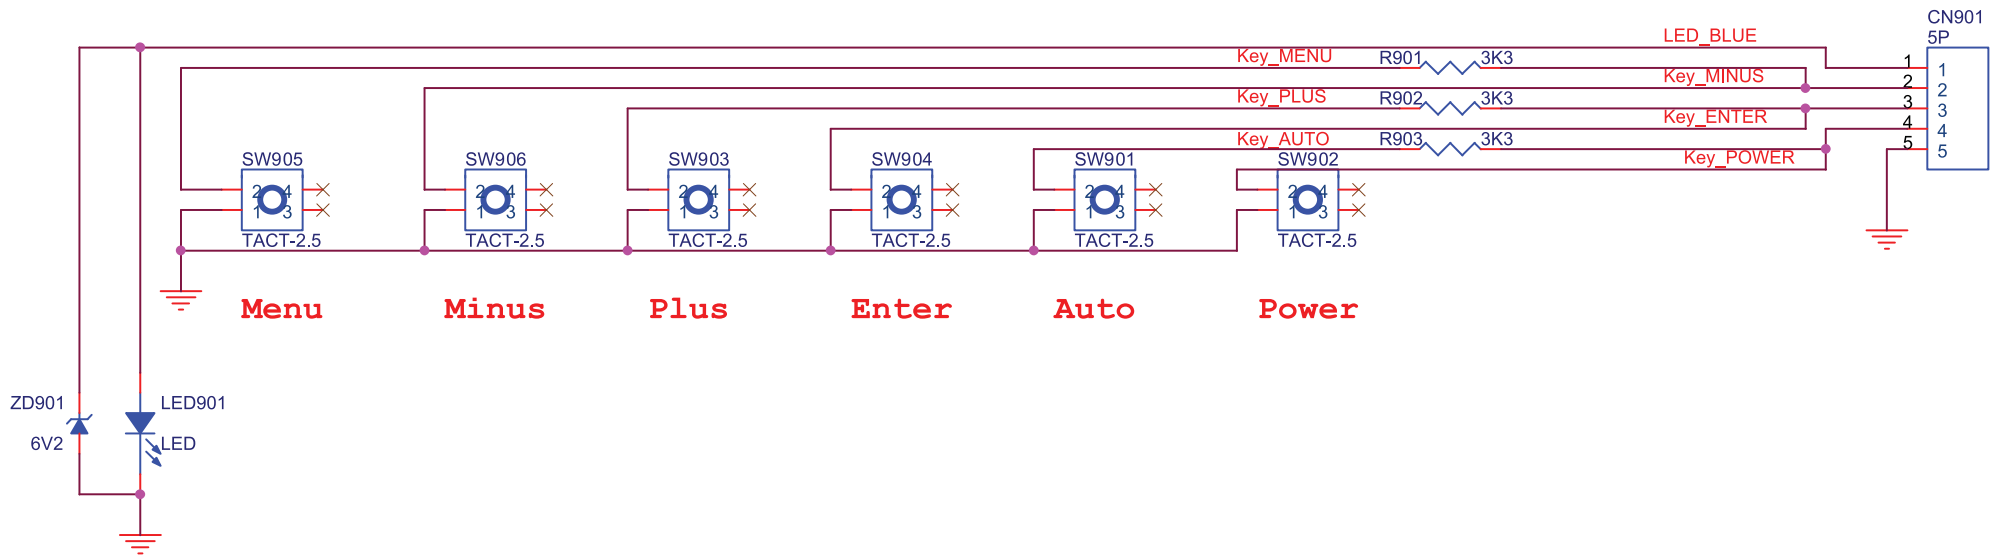 CN901
5P
LED_BLUE
Key_MENU
R901
3K3
Key_MINUS
Key_PLUS
R902
3K3
Key_ENTER
Key_AUTO
R903
3K3
Key_POWER
1
2
3
4
5
1
2
3
4
5
SW905
2 4
1 3
TACT-2.5
SW906
2 4
1 3
TACT-2.5
SW903
2 4
1 3
TACT-2.5
SW904
2 4
1 3
TACT-2.5
SW901
2 4
1 3
TACT-2.5
SW902
2 4
1 3
TACT-2.5
Menu
Minus
Plus
Enter
Auto
Power
ZD901
6V2
LED901
LED